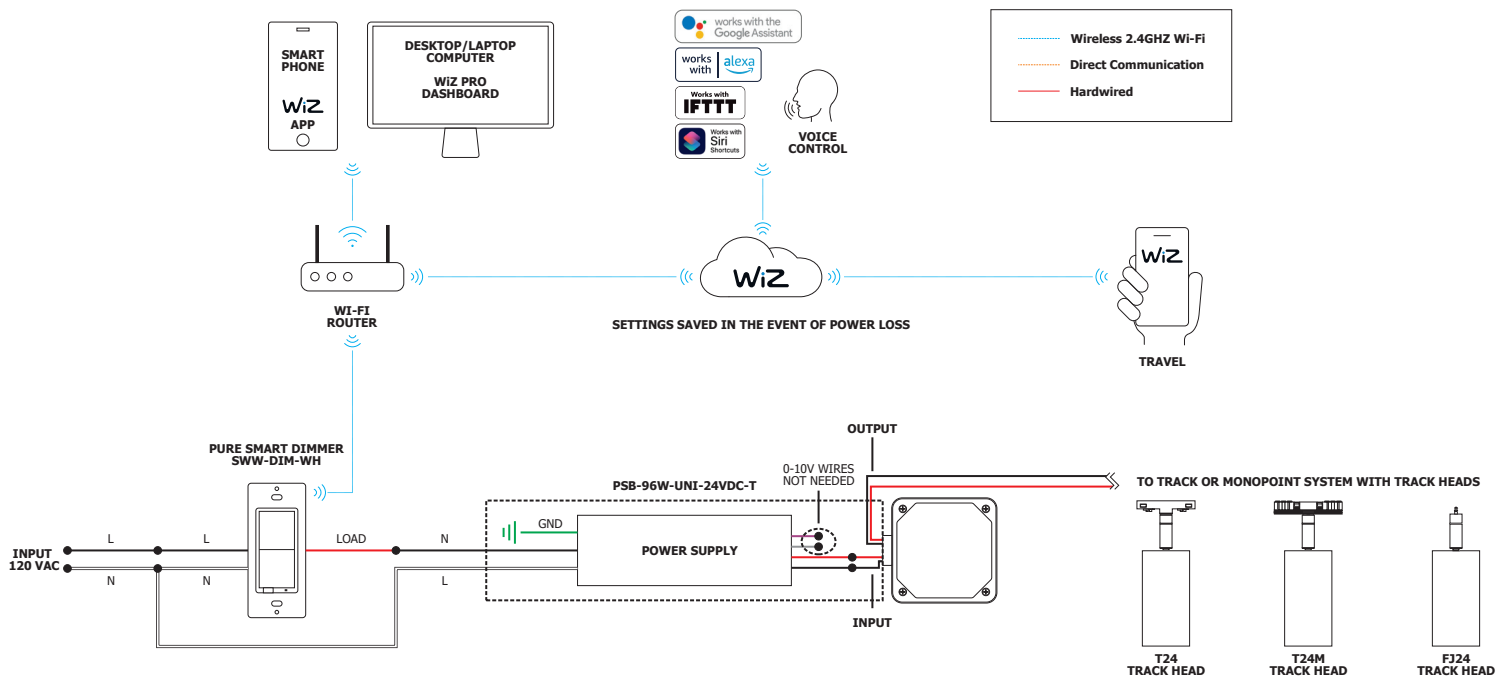 SMART
PHONE
WiZ
APP
DESKTOP/LAPTOP
COMPUTER
WiZ PRO
DASHBOARD
works with the
Google Assistant
works
with
alexa
Works with
IFTTT
Works with
Siri
Shortcuts
VOICE
CONTROL
Wireless 2.4GHZ Wi-Fi
Direct Communication
Hardwired
WI-FI
ROUTER
WiZ
SETTINGS SAVED IN THE EVENT OF POWER LOSS
WiZ
TRAVEL
PURE SMART DIMMER
SWW-DIM-WH
INPUT
120 VAC
L
N
L
N
LOAD
N
L
PSB-96W-UNI-24VDC-T
GND
POWER SUPPLY
0-10V WIRES
NOT NEEDED
OUTPUT
INPUT
TO TRACK OR MONOPOINT SYSTEM WITH TRACK HEADS
T24
TRACK HEAD
T24M
TRACK HEAD
FJ24
TRACK HEAD